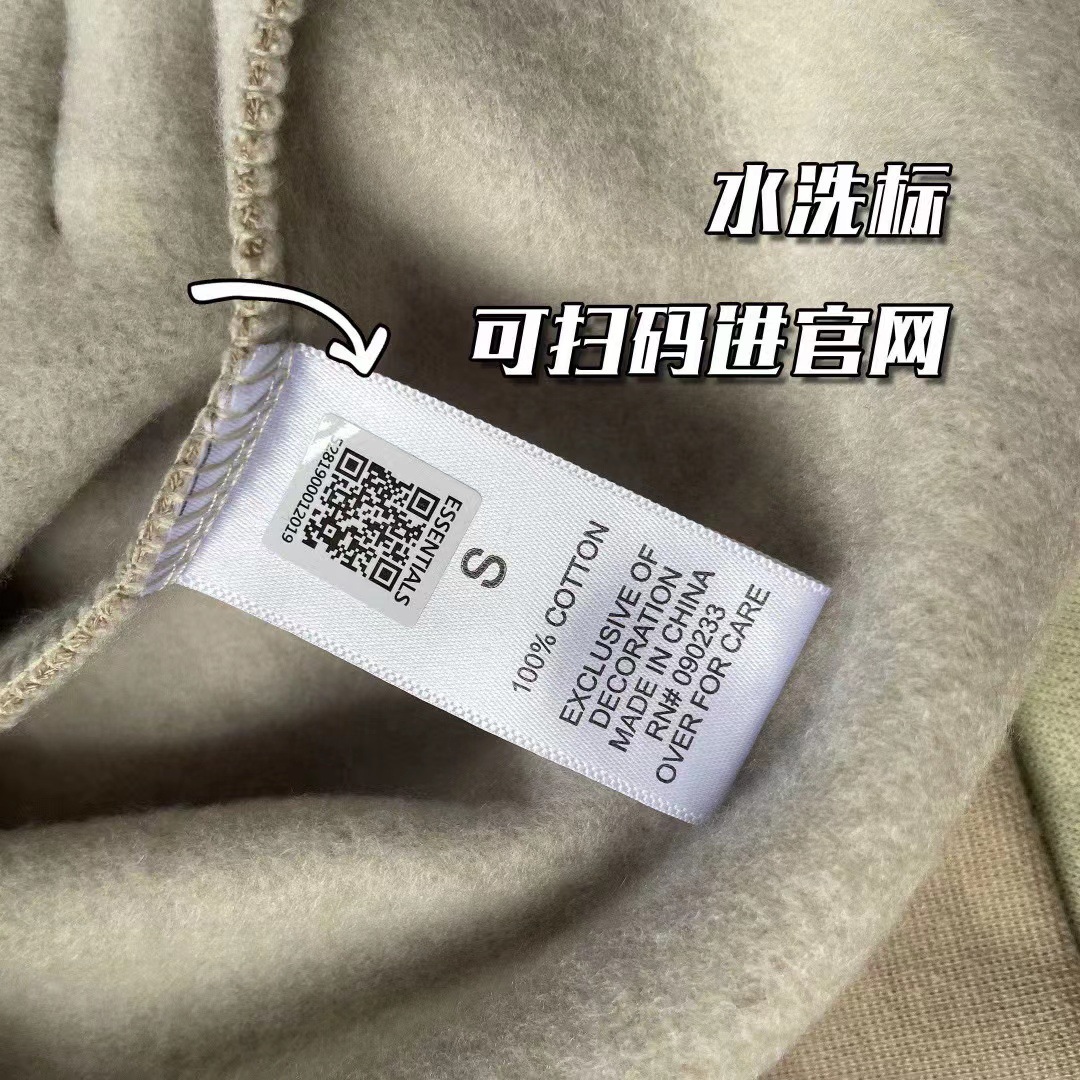 水洗标
可扫码进官网
S281900012019
ESSENTIALS
S
100% COTTON
EXCLUSIVE OF
DECORATION
MADE IN CHINA
RN# 090233
OVER FOR CARE